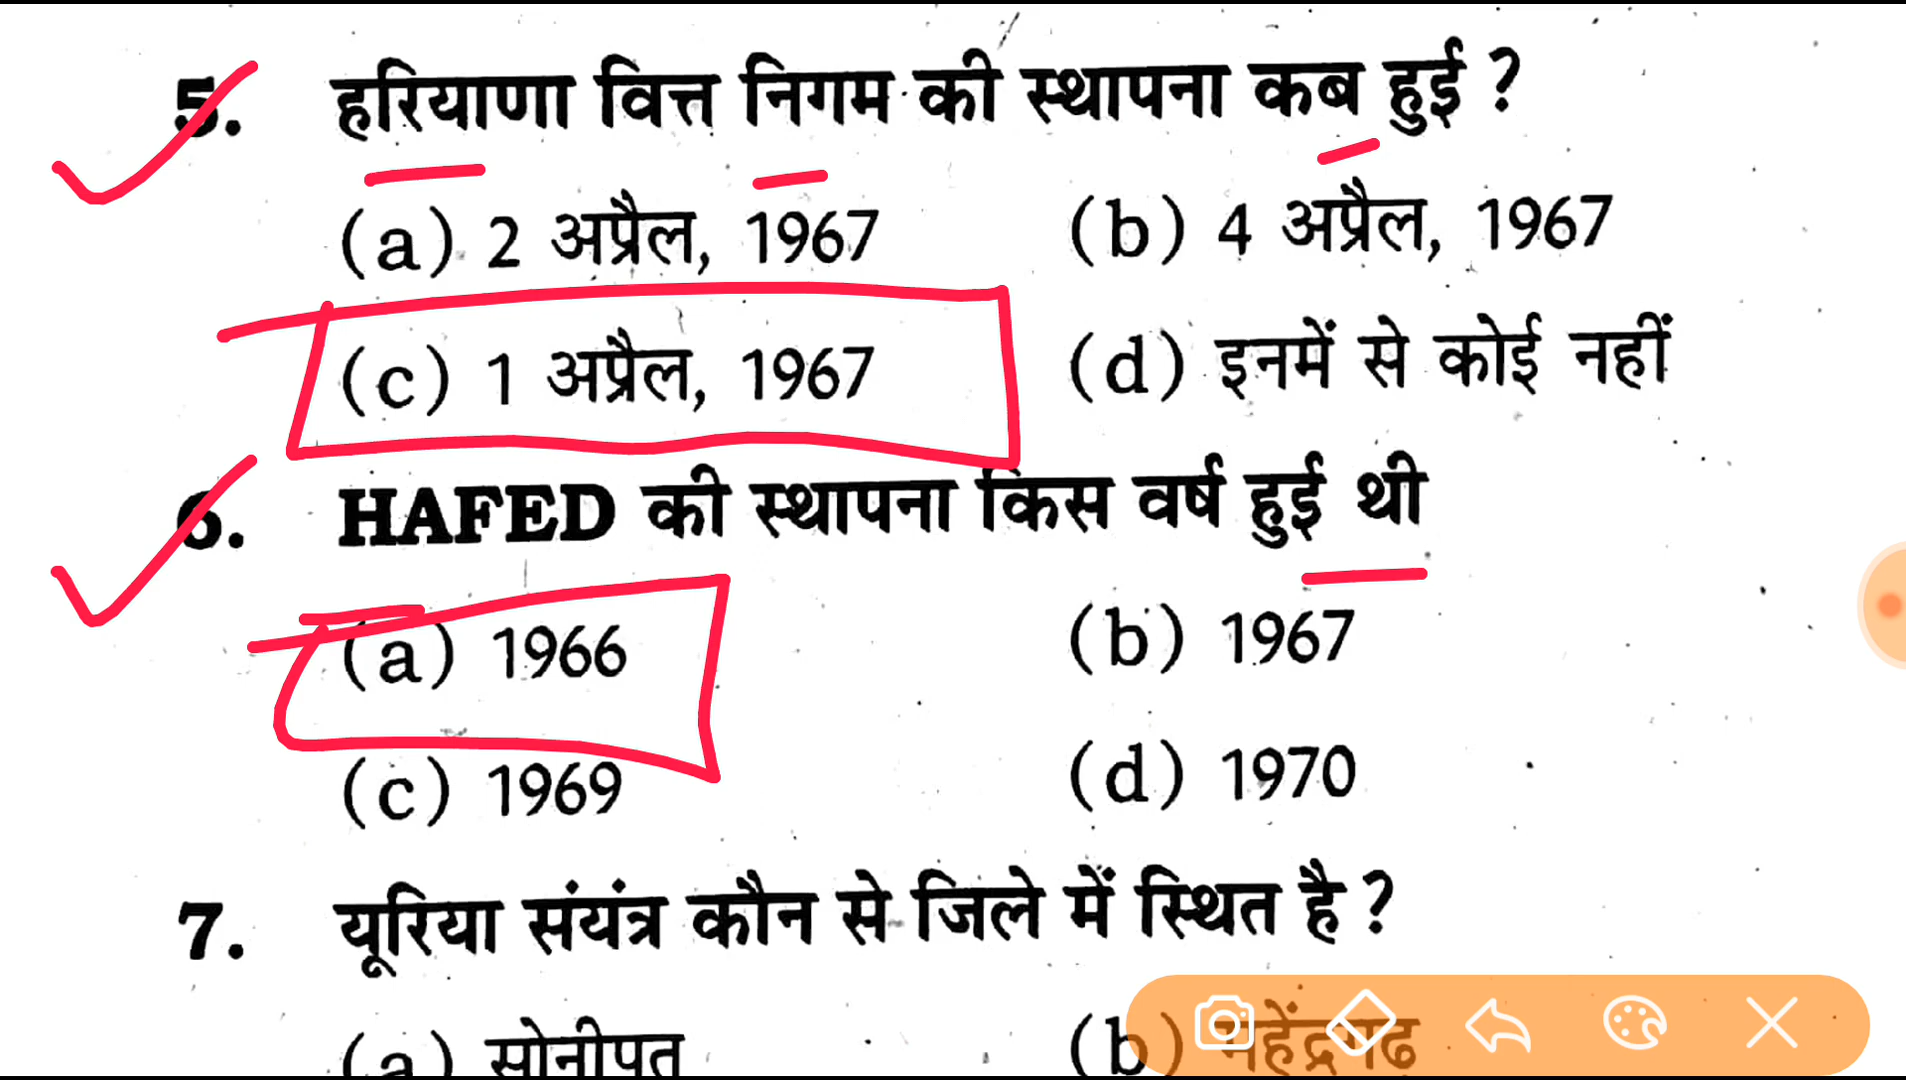 5. हरियाणा वित्त निगम की स्थापना कब हुई ?
(a) 2 अप्रैल, 1967 (b) 4 अप्रैल, 1967
(c) 1 अप्रैल, 1967 (d) इनमें से कोई नहीं
6. HAFED की स्थापना किस वर्ष हुई थी
(a) 1966 (b) 1967
(c) 1969 (d) 1970
7. यूरिया संयंत्र कौन से जिले में स्थित है ?
(a) सोनीपत (b) महेंद्रगढ़